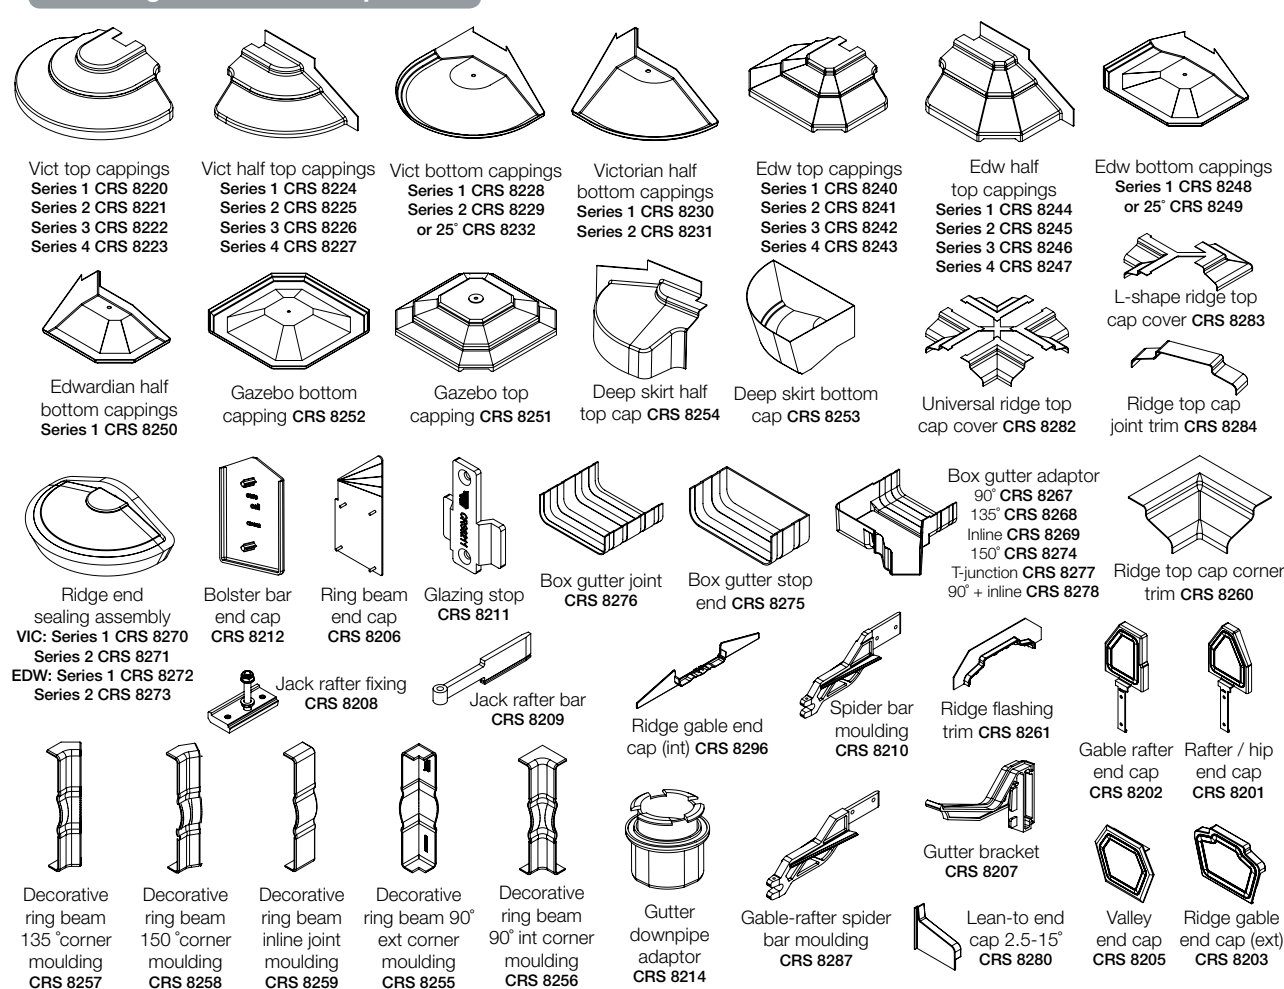 Vict top cappings
Series 1 CRS 8220
Series 2 CRS 8221
Series 3 CRS 8222
Series 4 CRS 8223
Vict half top cappings
Series 1 CRS 8224
Series 2 CRS 8225
Series 3 CRS 8226
Series 4 CRS 8227
Vict bottom cappings
Series 1 CRS 8228
Series 2 CRS 8229
or 25˚ CRS 8232
Victorian half
bottom cappings
Series 1 CRS 8230
Series 2 CRS 8231
Edw top cappings
Series 1 CRS 8240
Series 2 CRS 8241
Series 3 CRS 8242
Series 4 CRS 8243
Edw half
top cappings
Series 1 CRS 8244
Series 2 CRS 8245
Series 3 CRS 8246
Series 4 CRS 8247
Edw bottom cappings
Series 1 CRS 8248
or 25˚ CRS 8249
L-shape ridge top
cap cover CRS 8283
Edwardian half
bottom cappings
Series 1 CRS 8250
Gazebo bottom
capping CRS 8252
Gazebo top
capping CRS 8251
Deep skirt half
top cap CRS 8254
Deep skirt bottom
cap CRS 8253
Universal ridge top
cap cover CRS 8282
Ridge top cap
joint trim CRS 8284
Ridge end
sealing assembly
VIC: Series 1 CRS 8270
Series 2 CRS 8271
EDW: Series 1 CRS 8272
Series 2 CRS 8273
Bolster bar
end cap
CRS 8212
Ring beam
end cap
CRS 8206
CRS8211
Glazing stop
CRS 8211
Box gutter joint
CRS 8276
Box gutter stop
end CRS 8275
Box gutter adaptor
90˚ CRS 8267
135˚ CRS 8268
Inline CRS 8269
150˚ CRS 8274
T-junction CRS 8277
90˚ + inline CRS 8278
Ridge top cap corner
trim CRS 8260
Jack rafter fixing
CRS 8208
Jack rafter bar
CRS 8209
Ridge gable end
cap (int) CRS 8296
Spider bar
moulding
CRS 8210
Ridge flashing
trim CRS 8261
Gable rafter
end cap
CRS 8202
Rafter / hip
end cap
CRS 8201
Decorative
ring beam
135 ˚corner
moulding
CRS 8257
Decorative
ring beam
150 ˚corner
moulding
CRS 8258
Decorative
ring beam
inline joint
moulding
CRS 8259
Decorative
ring beam 90˚
ext corner
moulding
CRS 8255
Decorative
ring beam
90˚ int corner
moulding
CRS 8256
Gutter
downpipe
adaptor
CRS 8214
Gable-rafter spider
bar moulding
CRS 8287
Gutter bracket
CRS 8207
Lean-to end
cap 2.5-15˚
CRS 8280
Valley
end cap
CRS 8205
Ridge gable
end cap (ext)
CRS 8203